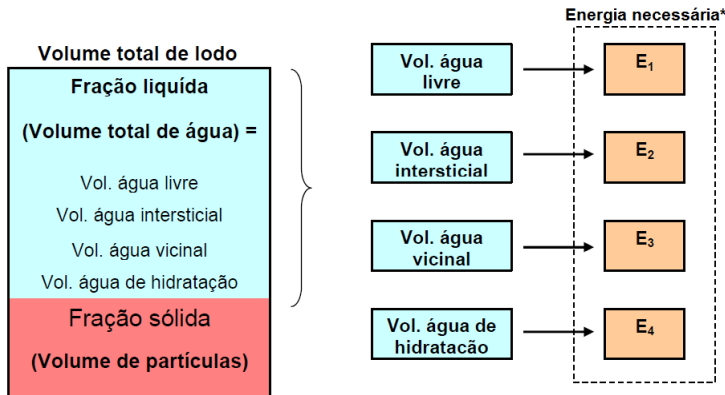 Volume total de lodo
Fração liquída
(Volume total de água) =
Vol. água livre
Vol. água intersticial
Vol. água vicinal
Vol. água de hidratação
Fração sólida
(Volume de partículas)
Energia necessária*
Vol. água
livre
E1
Vol. água
intersticial
E2
Vol. água
vicinal
E3
Vol. água de
hidratacão
E4